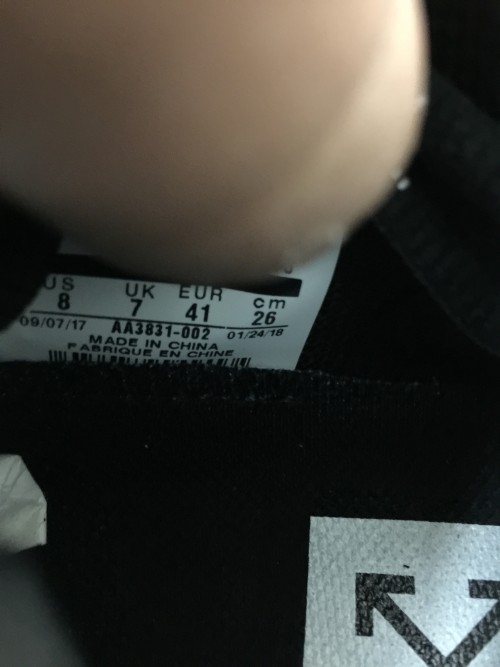 US UK EUR cm
8 7 41 26
09/07/17 AA3831-002 01/24/18
MADE IN CHINA
FABRIQUE EN CHINE